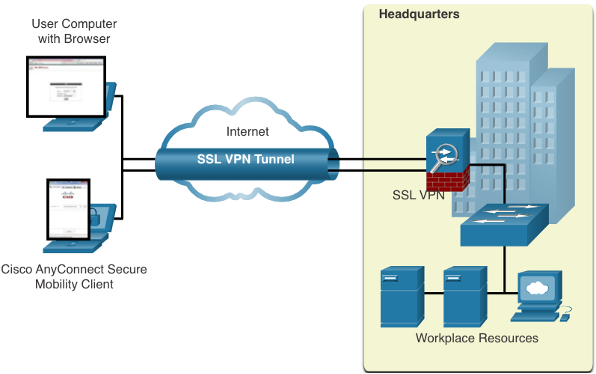 User Computer
with Browser
Headquarters
Internet
SSL VPN Tunnel
SSL VPN
Cisco AnyConnect Secure
Mobility Client
Workplace Resources